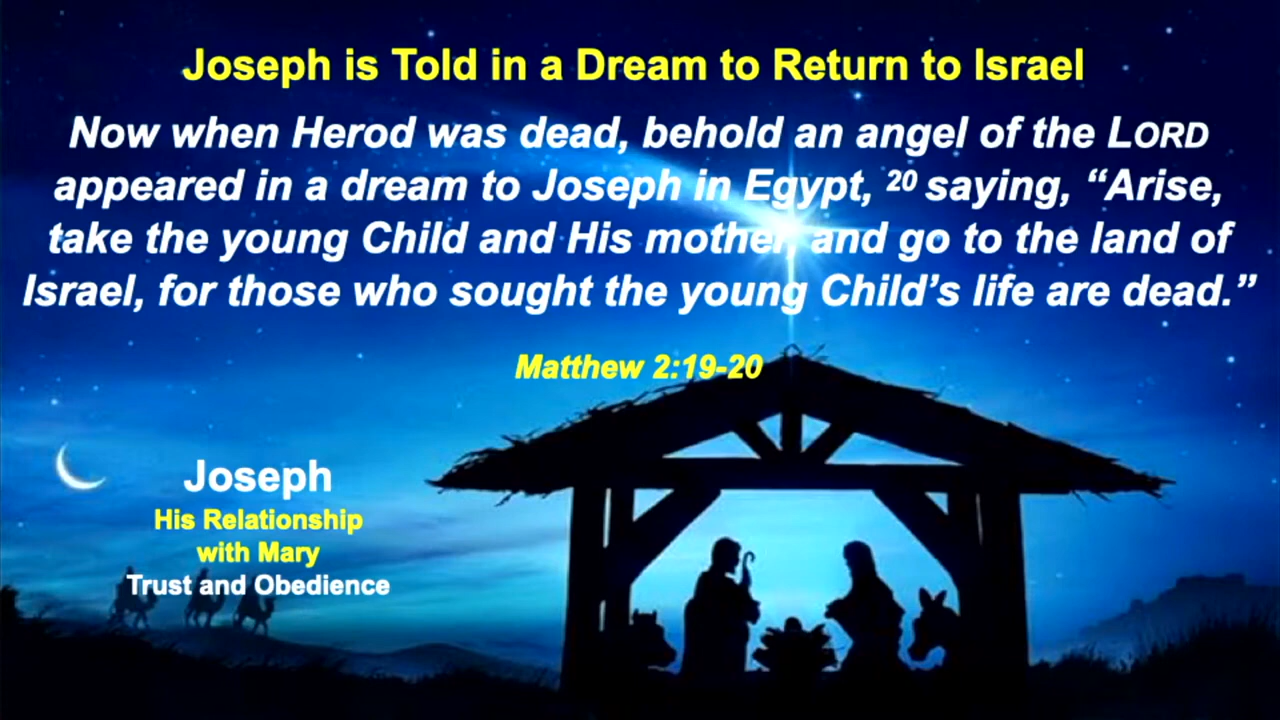 Joseph is Told in a Dream to Return to Israel
Now when Herod was dead, behold an angel of the LORD
appeared in a dream to Joseph in Egypt, 20 saying, “Arise,
take the young Child and His mother, and go to the land of
Israel, for those who sought the young Child’s life are dead.”
Matthew 2:19-20
Joseph
His Relationship
with Mary
Trust and Obedience